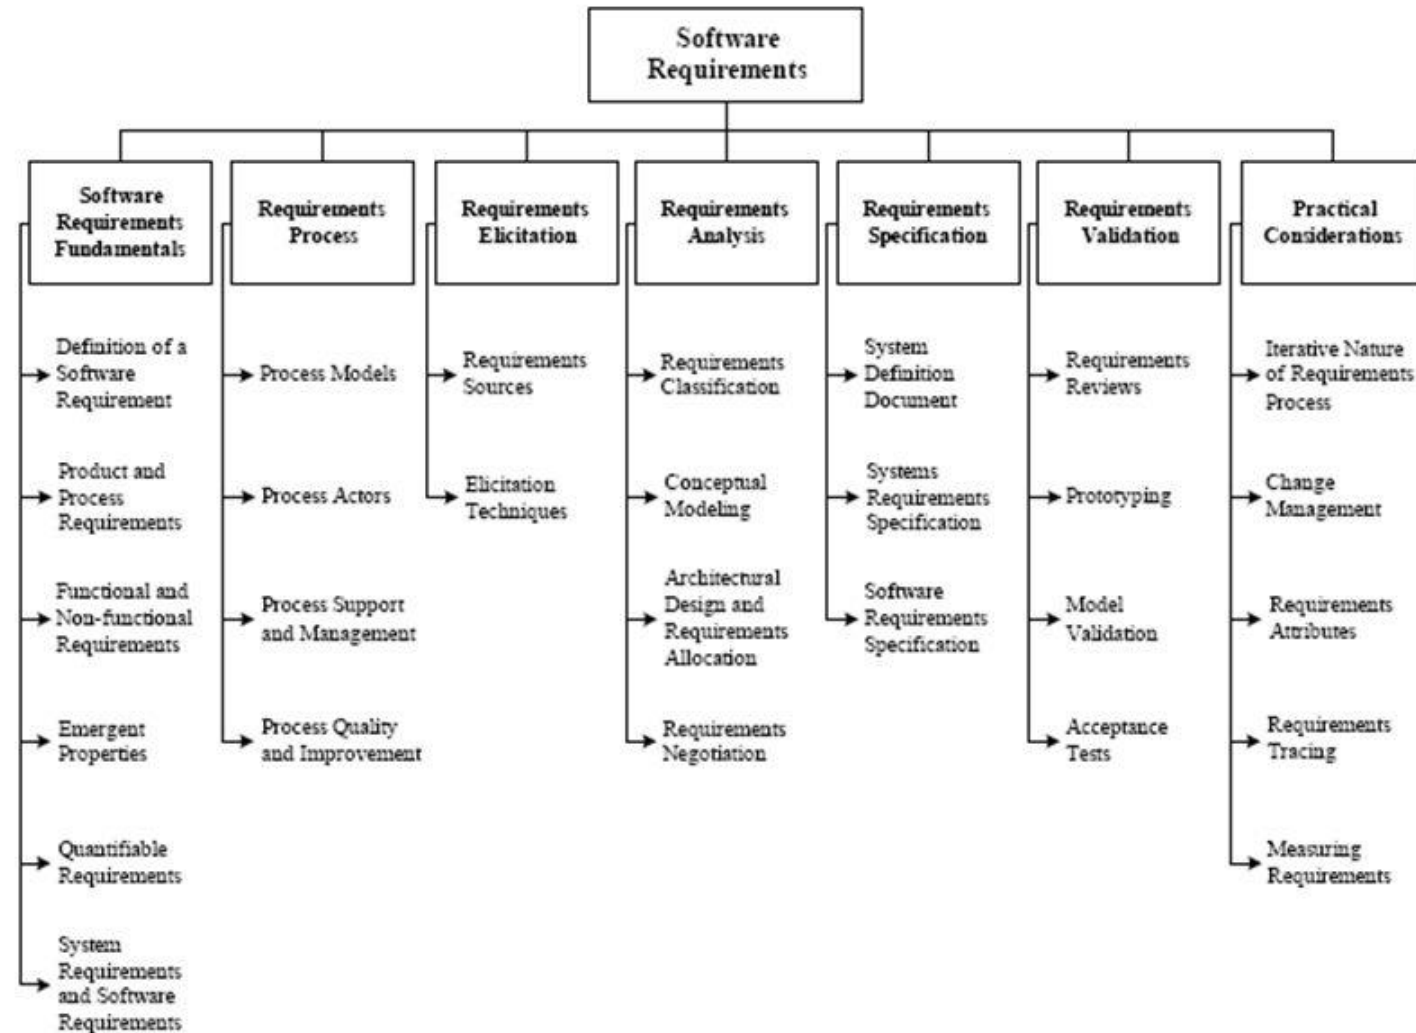 Software
Requirements
Software
Requirements
Fundamentals
Requirements
Process
Requirements
Elicitation
Requirements
Analysis
Requirements
Specification
Requirements
Validation
Practical
Considerations
Definition of a
Software
Requirement
Product and
Process
Requirements
Functional and
Non-functional
Requirements
Emergent
Properties
Quantifiable
Requirements
System
Requirements
and Software
Requirements
Process Models
Process Actors
Process Support
and Management
Process Quality
and Improvement
Requirements
Sources
Elicitation
Techniques
Requirements
Classification
Conceptual
Modeling
Architectural
Design and
Requirements
Allocation
Requirements
Negotiation
System
Definition
Document
Systems
Requirements
Specification
Software
Requirements
Specification
Requirements
Reviews
Prototyping
Model
Validation
Acceptance
Tests
Iterative Nature
of Requirements
Process
Change
Management
Requirements
Attributes
Requirements
Tracing
Measuring
Requirements